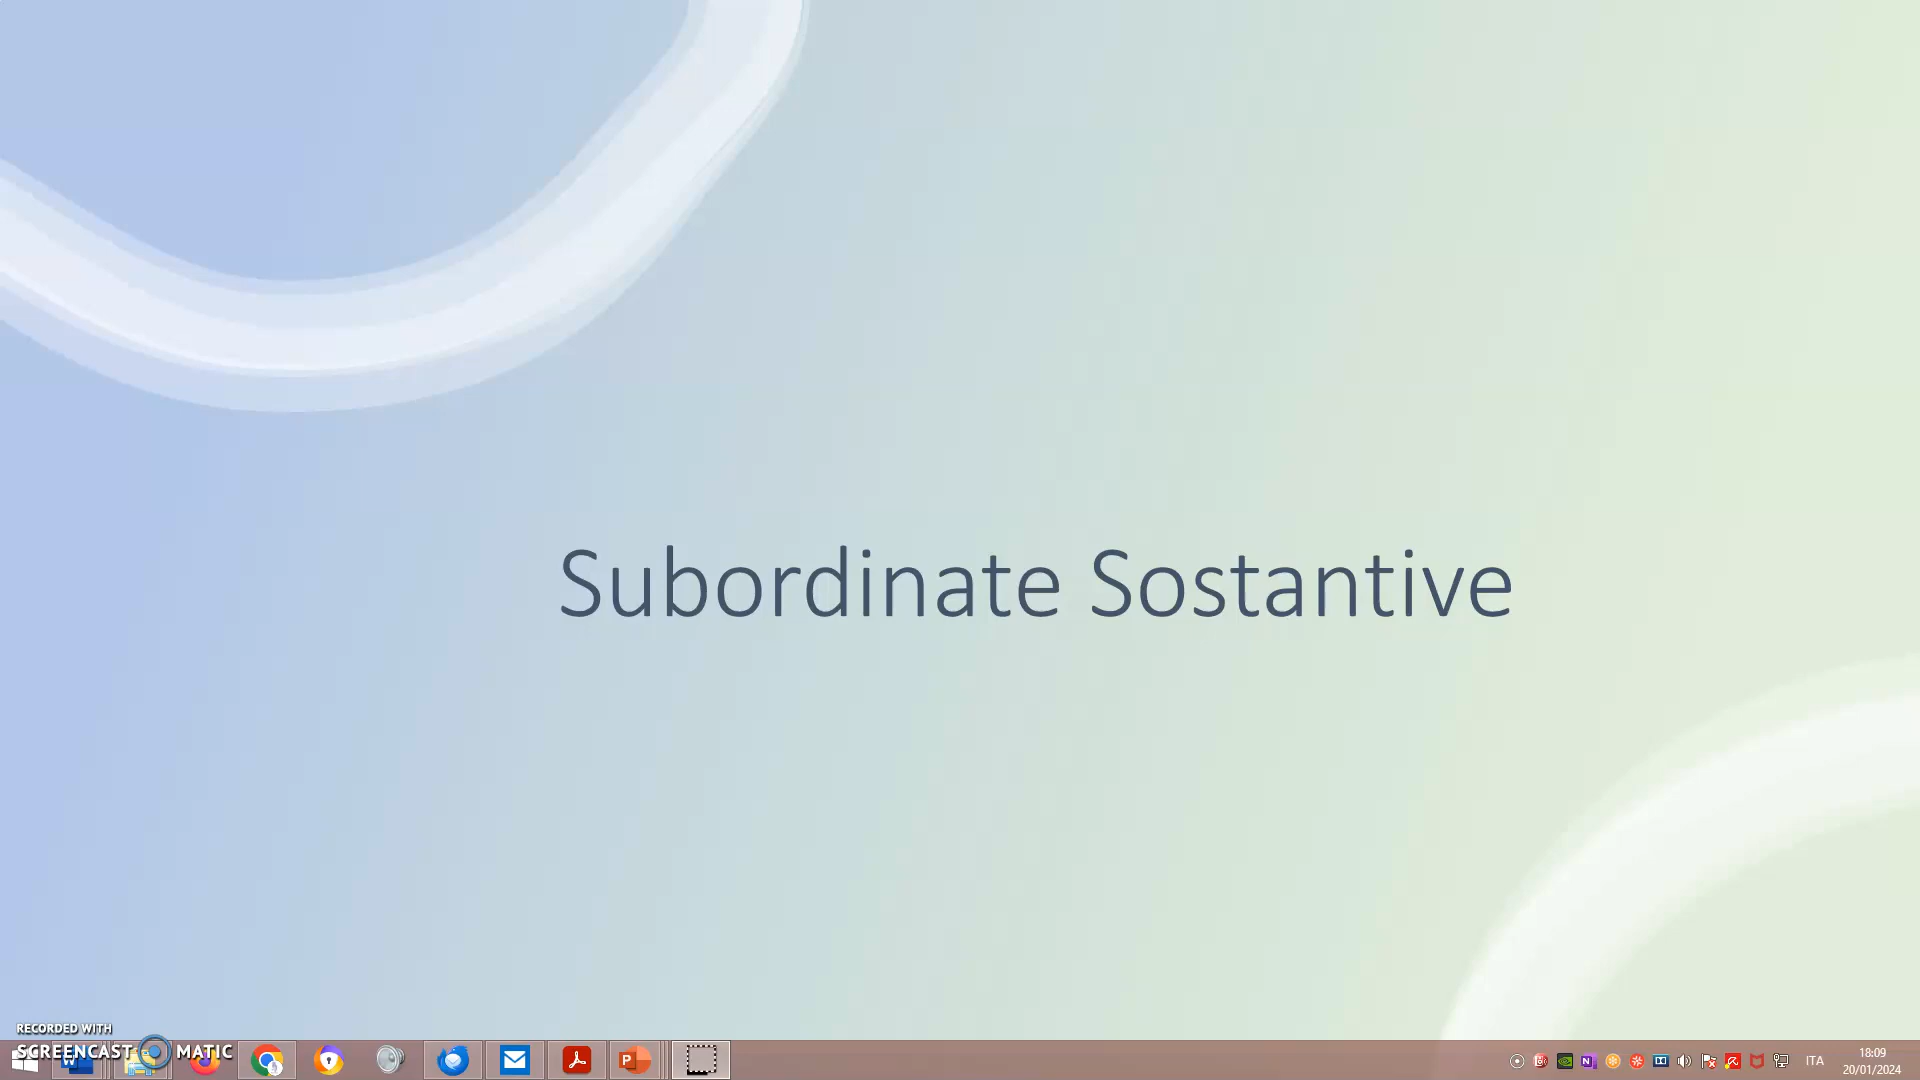 Subordinate Sostantive
RECORDED WITH
SCREENCAST MATIC
ITA
18:09
20/01/2024